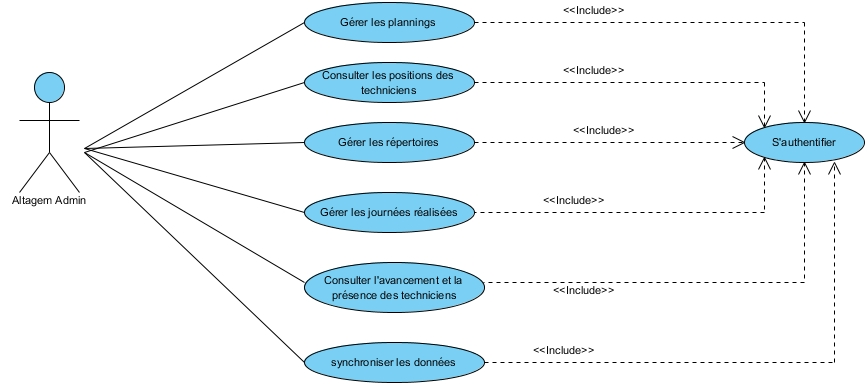 Gérer les plannings
<<Include>>
Consulter les positions des
techniciens
<<Include>>
Gérer les répertoires
<<Include>>
S'authentifier
Altagem Admin
Gérer les journées réalisées
<<Include>>
Consulter l'avancement et la
présence des techniciens
<<Include>>
synchroniser les données
<<Include>>